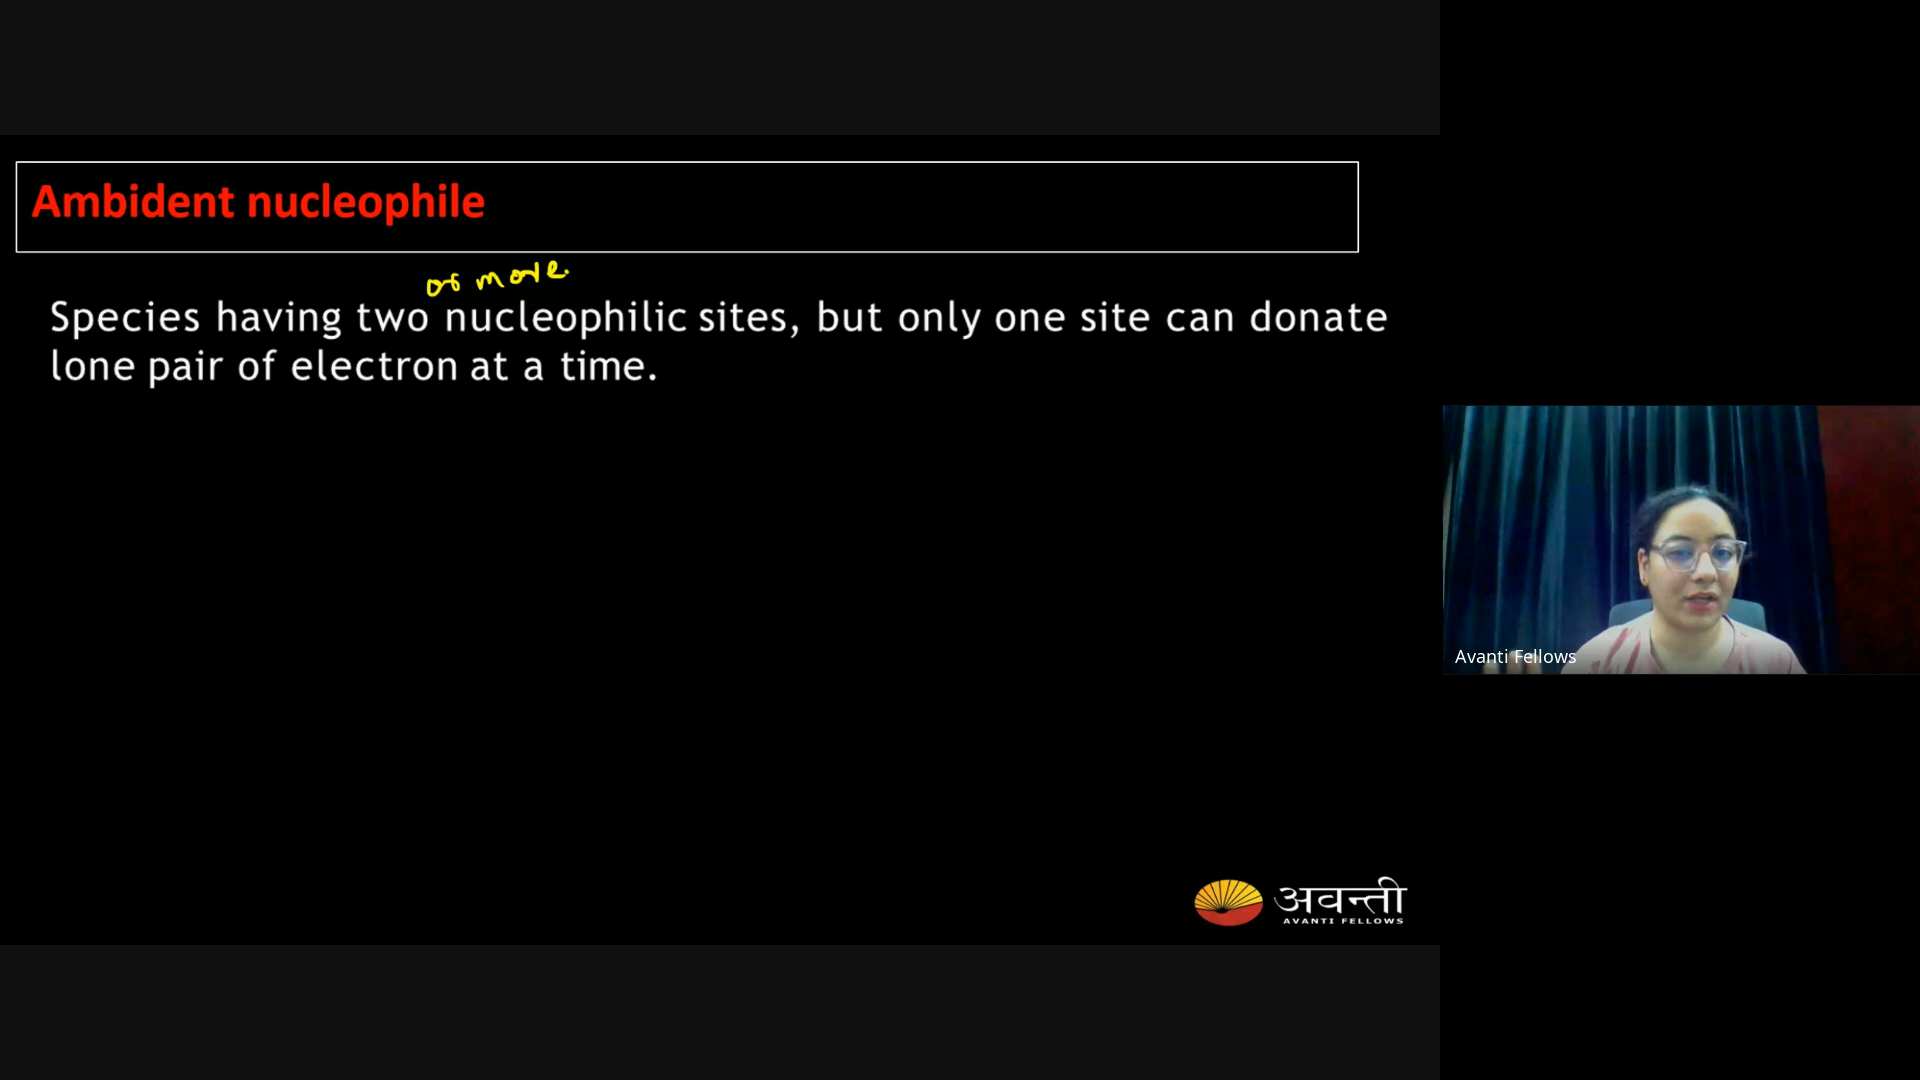 Ambident nucleophile
or more.
Species having two nucleophilic sites, but only one site can donate
lone pair of electron at a time.
Avanti Fellows
अवन्ती
AVANTI FELLOWS